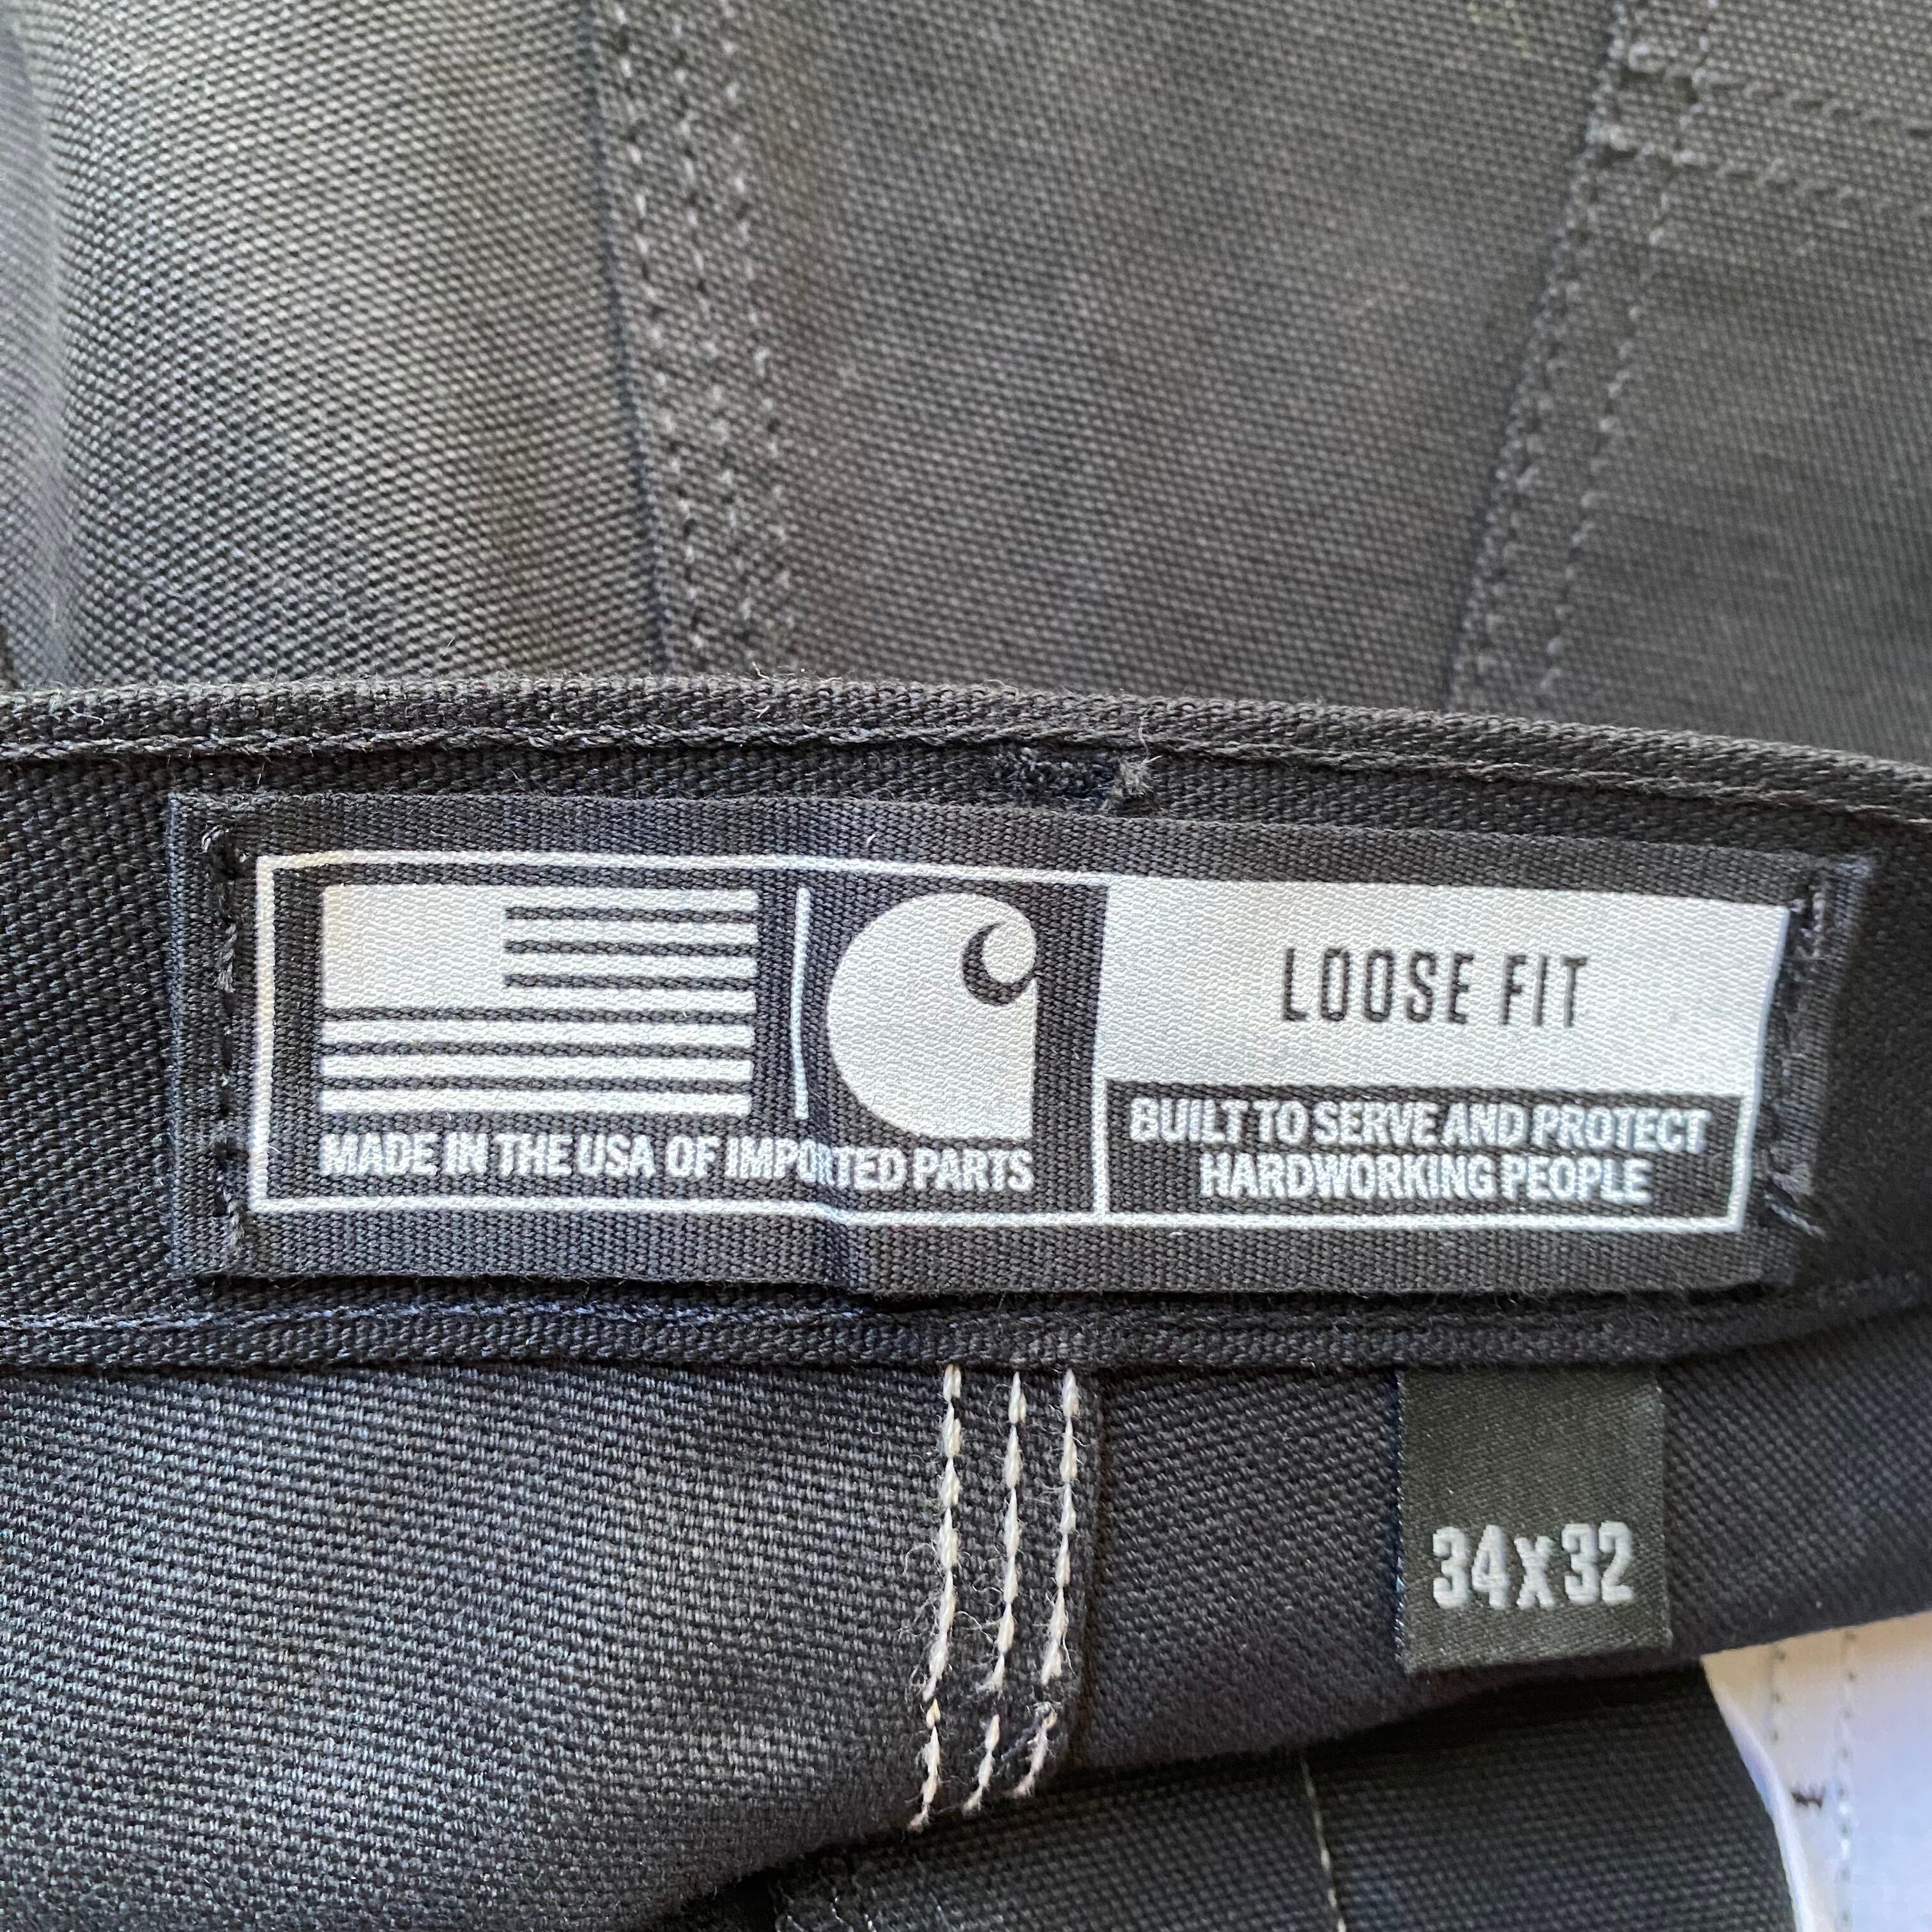 LOOSE FIT
MADE IN THE USA OF IMPORTED PARTS
BUILT TO SERVE AND PROTECT
HARDWORKING PEOPLE
34X32